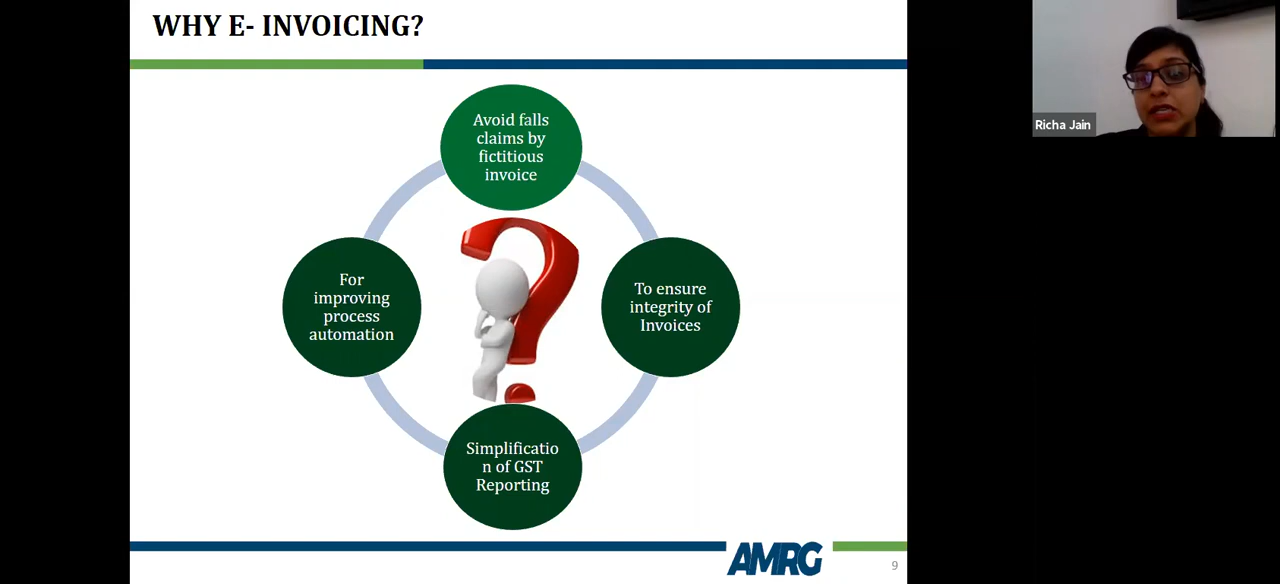 WHY E- INVOICING?
Avoid falls
claims by
fictitious
invoice
To ensure
integrity of
Invoices
Simplificatio
n of GST
Reporting
For
improving
process
automation
AMRG
9
Richa Jain